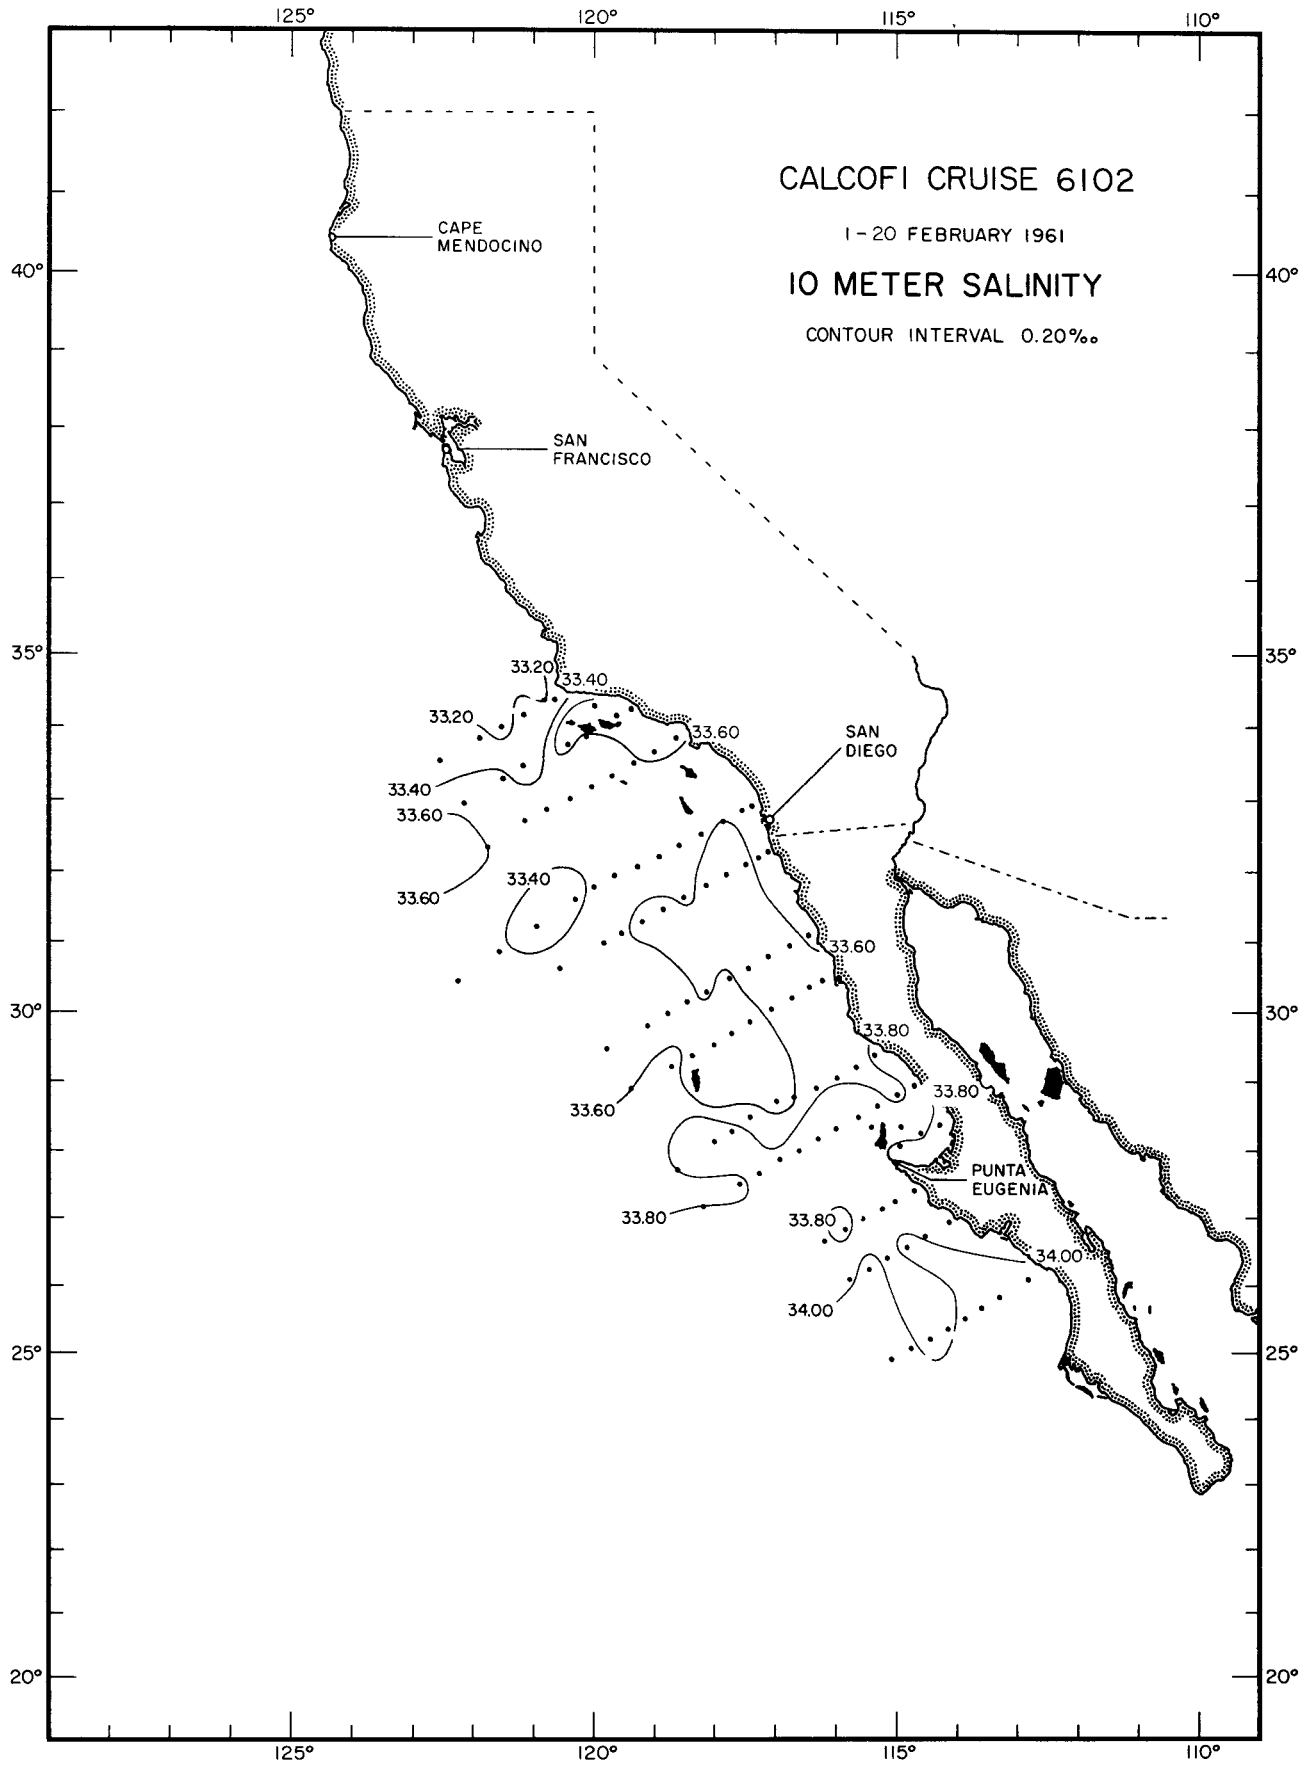 125°
120°
115°
110°
CALCOFI CRUISE 6102
1-20 FEBRUARY 1961
10 METER SALINITY
CONTOUR INTERVAL 0.20‰
CAPE
MENDOCINO
40°
40°
SAN
FRANCISCO
35°
35°
33.20
33.40
33.20
33.60
SAN
DIEGO
33.40
33.60
33.40
33.60
33.60
30°
30°
33.80
33.80
33.60
PUNTA
EUGENIA
33.80
33.80
34.00
34.00
25°
25°
20°
20°
125°
120°
115°
110°